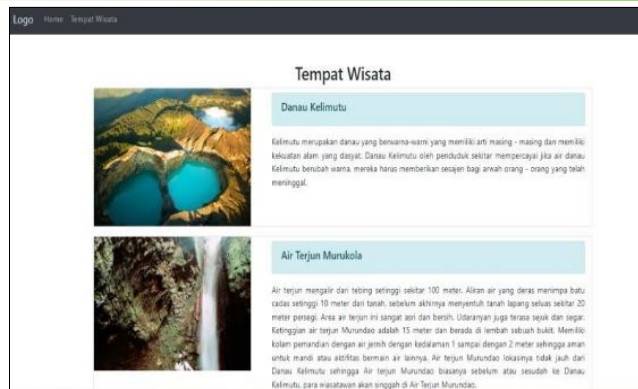 Logo Home Tempat Wisata
Tempat Wisata
Danau Kelimutu
Kelimutu merupakan danau yang berwarna-warni yang memiliki arti masing - masing dan memiliki
kekuatan alam yang dasyat. Danau Kelimutu oleh penduduk sekitar mempercayai jika air danau
Kelimutu berubah warna, mereka harus memberikan sesajen bagi arwah orang - orang yang telah
meninggal.
Air Terjun Murukola
Air terjun mengalir dari tebing setinggi sekitar 100 meter. Aliran air yang deras menimpa batu
cadas setinggi 10 meter dari tanah, sebelum akhirnya menyentuh tanah lapang seluas sekitar 20
meter persegi. Area air terjun ini sangat asri dan bersih. Udaranyan juga terasa sejuk dan segar.
Ketinggian air terjun Murundao adalah 15 meter dan berada di lembah sebuah bukit. Memiliki
kolam pemandian dengan air jernih dengan kedalaman 1 sampai dengan 2 meter sehingga aman
untuk mandi atau aktifitas bermain air lainnya. Air terjun Murundao lokasinya tidak jauh dari
Danau Kelimutu sehingga Air terjun Murundao biasanya sebelum atau sesudah ke Danau
Kelimutu, para wiasatawan akan singgah di Air Terjun Murundao.